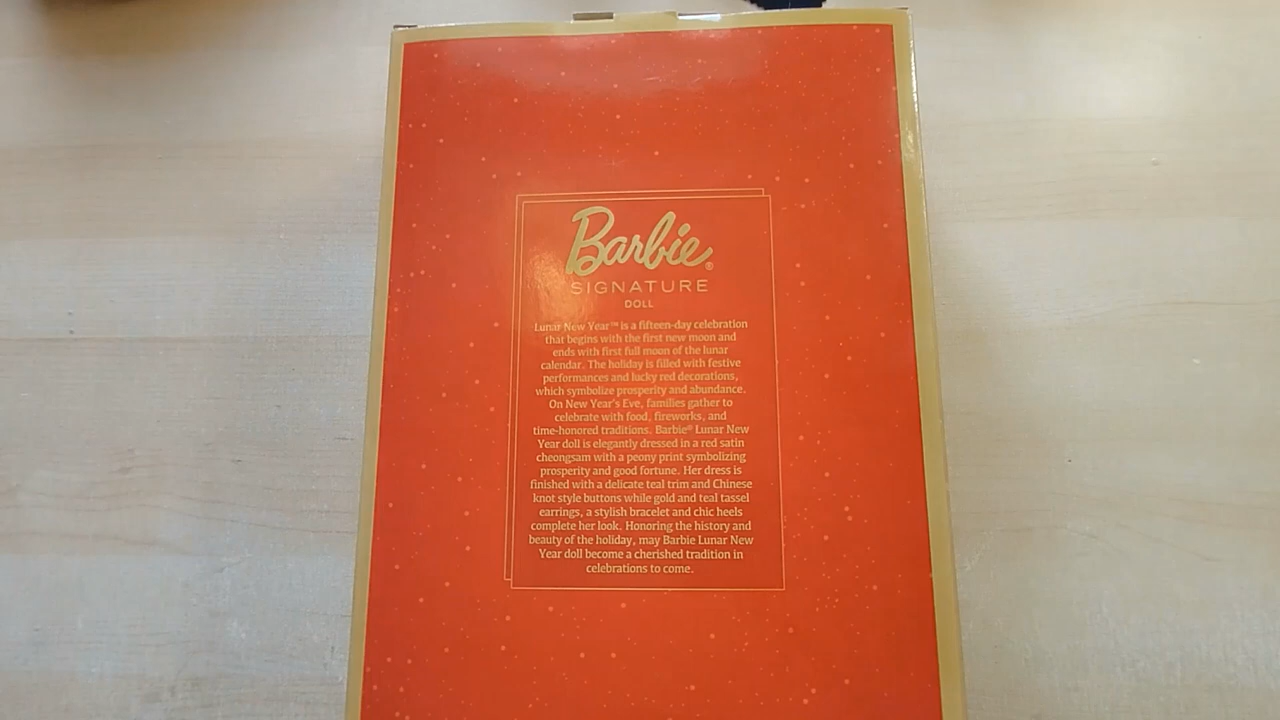 Barbie®
SIGNATURE
DOLL
Lunar New Year™ is a fifteen-day celebration
that begins with the first new moon and
ends with first full moon of the lunar
calendar. The holiday is filled with festive
performances and lucky red decorations,
which symbolize prosperity and abundance.
On New Year's Eve, families gather to
celebrate with food, fireworks, and
time-honored traditions. Barbie® Lunar New
Year doll is elegantly dressed in a red satin
cheongsam with a peony print symbolizing
prosperity and good fortune. Her dress is
finished with a delicate teal trim and Chinese
knot style buttons while gold and teal tassel
earrings, a stylish bracelet and chic heels
complete her look. Honoring the history and
beauty of the holiday, may Barbie Lunar New
Year doll become a cherished tradition in
celebrations to come.